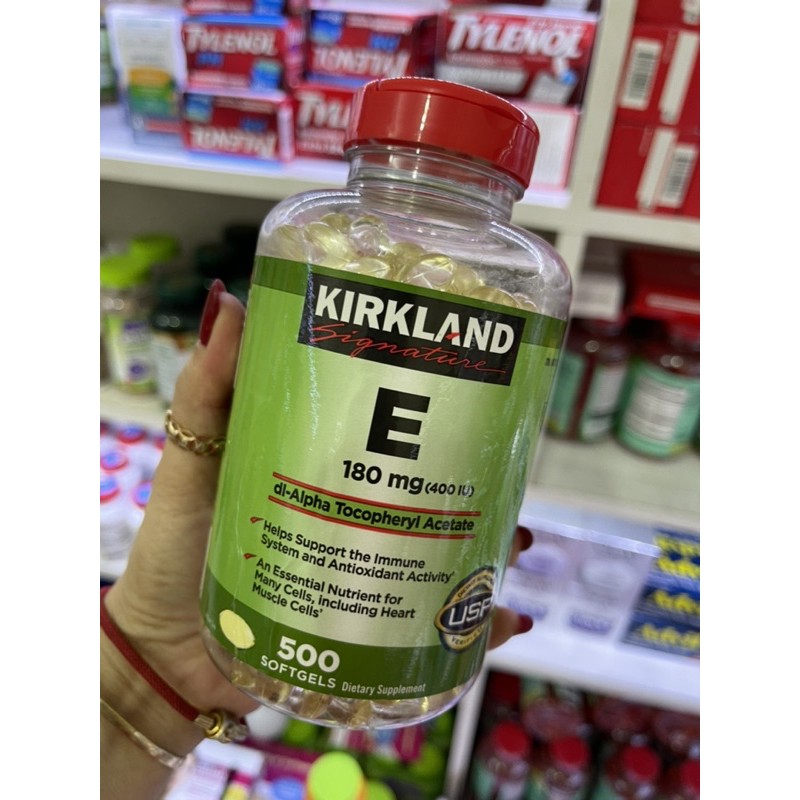 TYLENOL
TYLENOL
TYLENOL
KIRKLAND
Signature
E
180 mg (400 IU)
dl-Alpha Tocopheryl Acetate
Helps Support the Immune
System and Antioxidant Activity*
An Essential Nutrient for
Many Cells, Including Heart
Muscle Cells*
USP
500
SOFTGELS Dietary Supplement